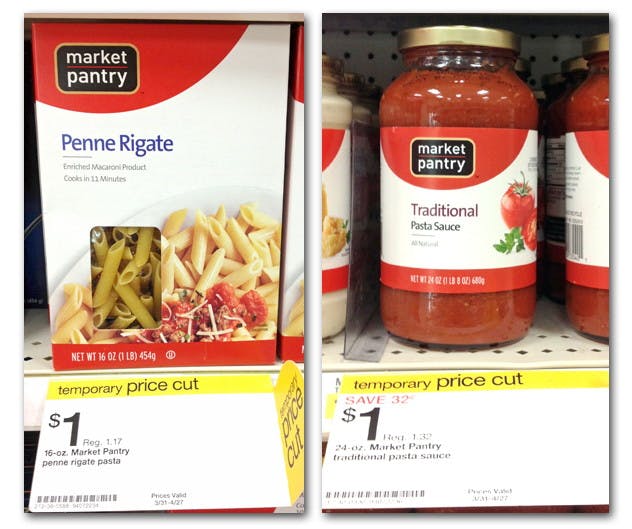 market
pantry
Penne Rigate
Enriched Macaroni Product
Cooks in 11 Minutes
NET WT 16 OZ (1 LB) 454g
temporary price cut
$1
Reg. 1.17
16-oz. Market Pantry
penne rigate pasta
Prices Valid
3/31-4/27
temporary
price
cut
market
pantry
Traditional
Pasta Sauce
All Natural
NET WT 24 OZ (1 LB 8 OZ) 680g
temporary price cut
SAVE 32¢
$1
Reg. 1.32
24-oz. Market Pantry
traditional pasta sauce
Prices Valid
3/31-4/27